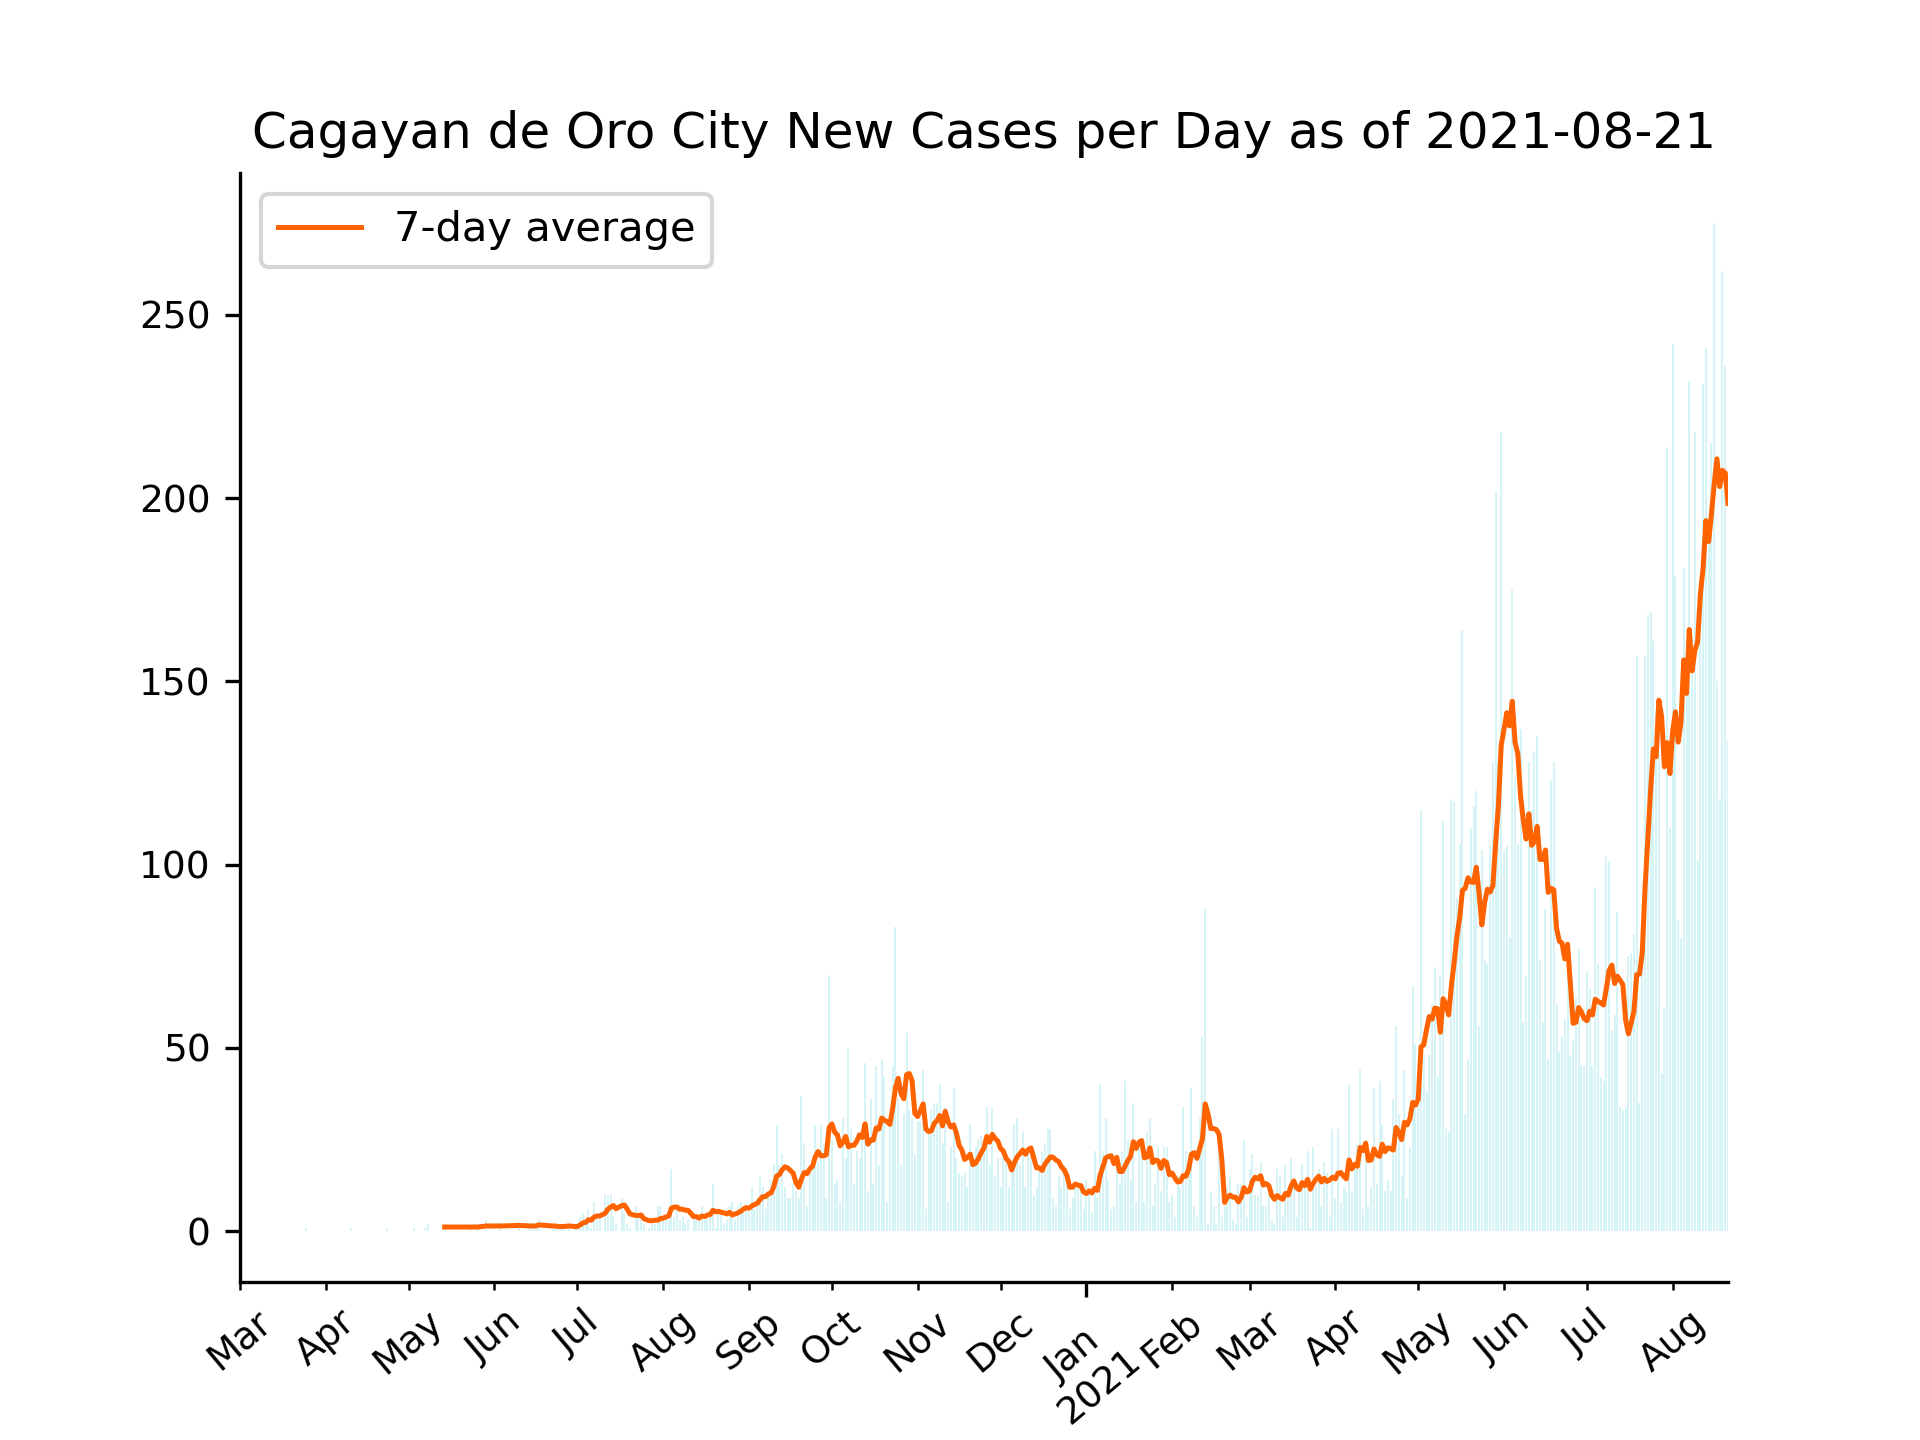 Cagayan de Oro City New Cases per Day as of 2021-08-21
7-day average
250
200
150
100
50
0
Mar Apr May Jun Jul Aug Sep Oct Nov Dec Jan Feb Mar Apr May Jun Jul Aug
2021